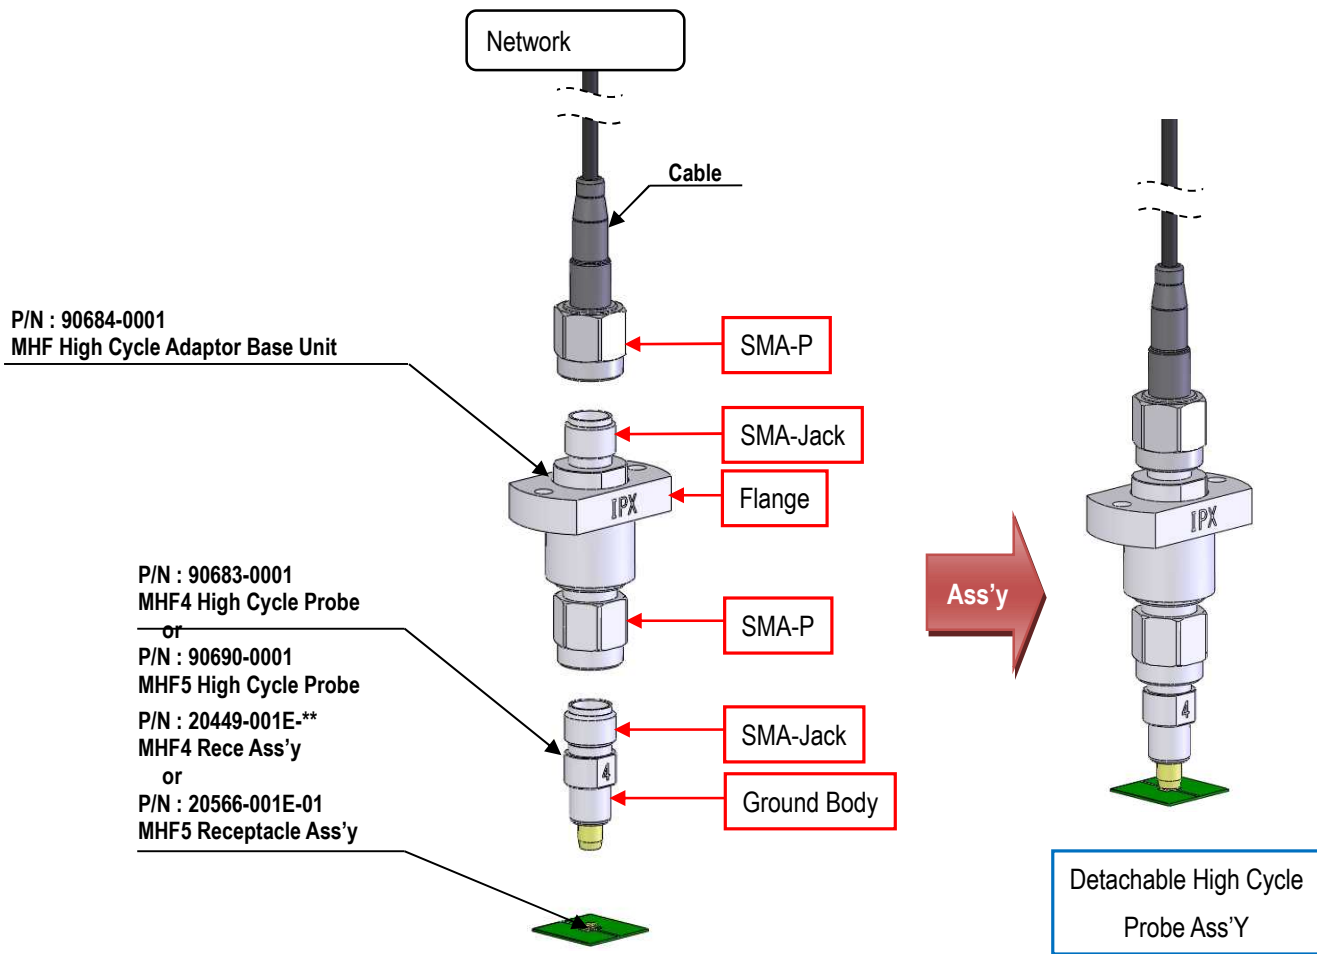 Network
Cable
P/N : 90684-0001
MHF High Cycle Adaptor Base Unit
SMA-P
SMA-Jack
IPX
Flange
P/N : 90683-0001
MHF4 High Cycle Probe
or
P/N : 90690-0001
MHF5 High Cycle Probe
SMA-P
P/N : 20449-001E-**
MHF4 Rece Ass'y
or
P/N : 20566-001E-01
MHF5 Receptacle Ass'y
SMA-Jack
4
Ground Body
Ass'y
IPX
4
Detachable High Cycle
Probe Ass'Y